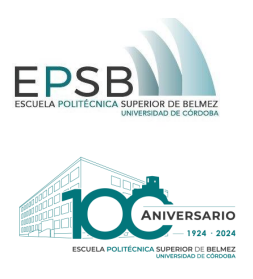 EPSB
ESCUELA POLITÉCNICA SUPERIOR DE BELMEZ
UNIVERSIDAD DE CÓRDOBA
100
ANIVERSARIO
1924 · 2024
ESCUELA POLITÉCNICA SUPERIOR DE BELMEZ
UNIVERSIDAD DE CÓRDOBA